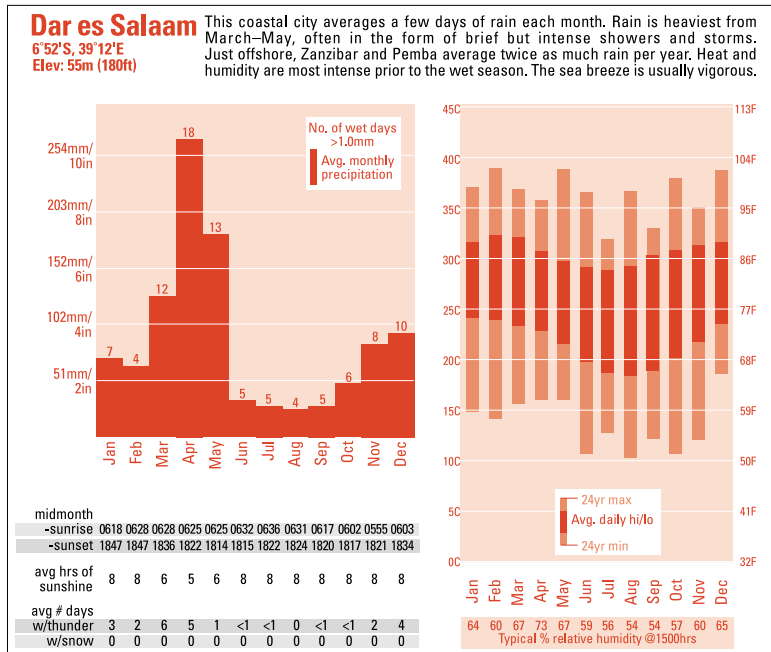 Dar es Salaam
6°52'S, 39°12'E
Elev: 55m (180ft)
This coastal city averages a few days of rain each month. Rain is heaviest from
March–May, often in the form of brief but intense showers and storms.
Just offshore, Zanzibar and Pemba average twice as much rain per year. Heat and
humidity are most intense prior to the wet season. The sea breeze is usually vigorous.
No. of wet days
>1.0mm
Avg. monthly
precipitation
254mm/
10in
203mm/
8in
152mm/
6in
102mm/
4in
51mm/
2in
7 4 12 18 13 5 5 4 5 6 8 10
Jan Feb Mar Apr May Jun Jul Aug Sep Oct Nov Dec
midmonth
-sunrise 0618 0628 0628 0625 0625 0632 0636 0631 0617 0602 0555 0603
-sunset 1847 1847 1836 1822 1814 1815 1822 1824 1820 1817 1821 1834
avg hrs of
sunshine 8 8 6 5 6 8 8 8 8 8 8 8
avg # days
w/thunder 3 2 6 5 1 <1 <1 0 <1 <1 2 4
w/snow 0 0 0 0 0 0 0 0 0 0 0 0
45C 113F
40C 104F
35C 95F
30C 86F
25C 77F
20C 68F
15C 59F
10C 50F
5C 41F
0C 32F
24yr max
Avg. daily hi/lo
24yr min
Jan Feb Mar Apr May Jun Jul Aug Sep Oct Nov Dec
64 60 67 73 67 59 56 54 54 57 60 65
Typical % relative humidity @1500hrs